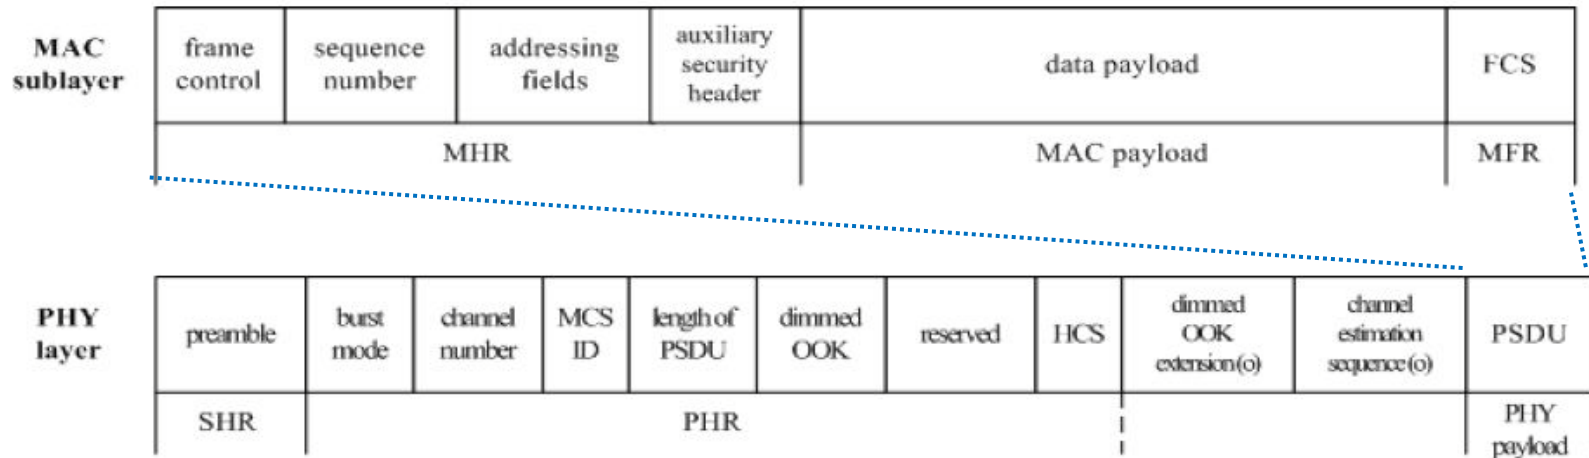 MAC
sublayer
frame
control
sequence
number
addressing
fields
auxiliary
security
header
data payload
FCS
MHR
MAC payload
MFR
PHY
layer
preamble
burst
mode
channel
number
MCS
ID
length of
PSDU
dimmed
OOK
reserved
HCS
dimmed
OOK
extension(o)
channel
estimation
sequence(o)
PSDU
SHR
PHR
PHY
payload